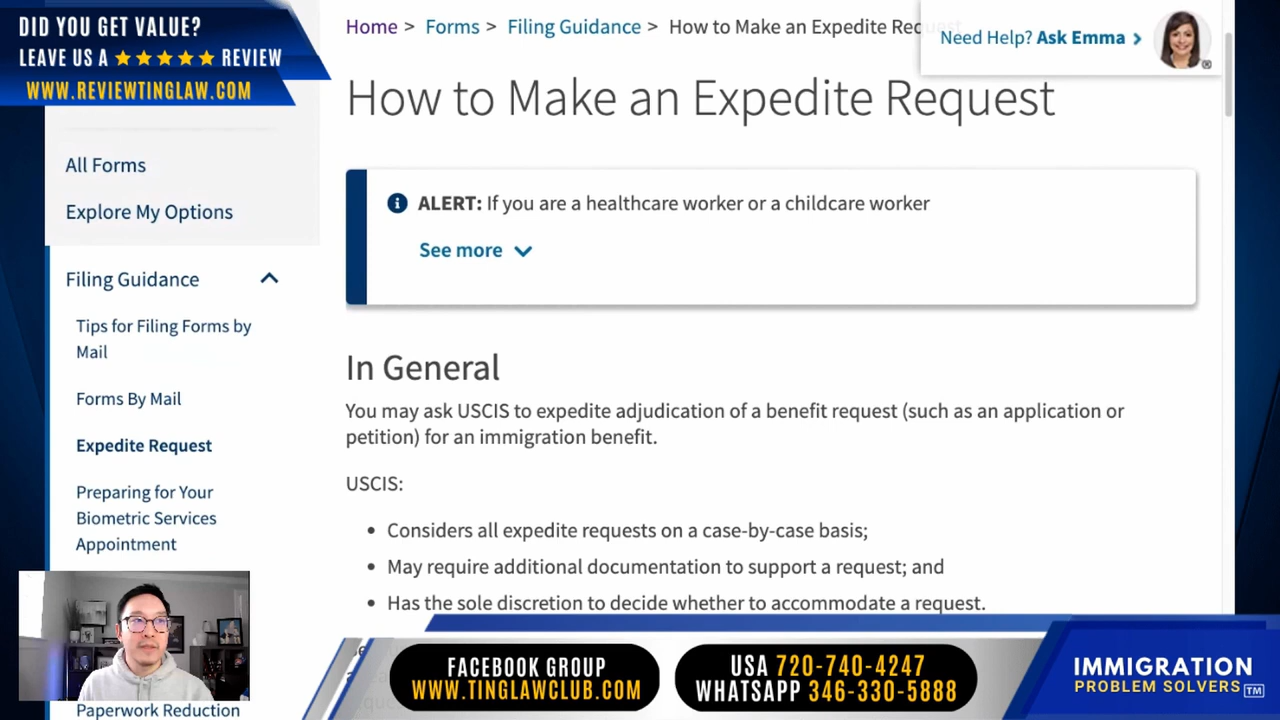 DID YOU GET VALUE?
LEAVE US A ★★★★★ REVIEW
WWW.REVIEWTINGLAW.COM
Home > Forms > Filing Guidance > How to Make an Expedite
Need Help? Ask Emma >
How to Make an Expedite Request
All Forms
Explore My Options
Filing Guidance
Tips for Filing Forms by
Mail
Forms By Mail
Expedite Request
Preparing for Your
Biometric Services
Appointment
Paperwork Reduction
ALERT: If you are a healthcare worker or a childcare worker
See more
In General
You may ask USCIS to expedite adjudication of a benefit request (such as an application or
petition) for an immigration benefit.
USCIS:
• Considers all expedite requests on a case-by-case basis;
• May require additional documentation to support a request; and
• Has the sole discretion to decide whether to accommodate a request.
FACEBOOK GROUP
WWW.TINGLAWCLUB.COM
USA 720-740-4247
WHATSAPP 346-330-5888
IMMIGRATION
PROBLEM SOLVERS TM